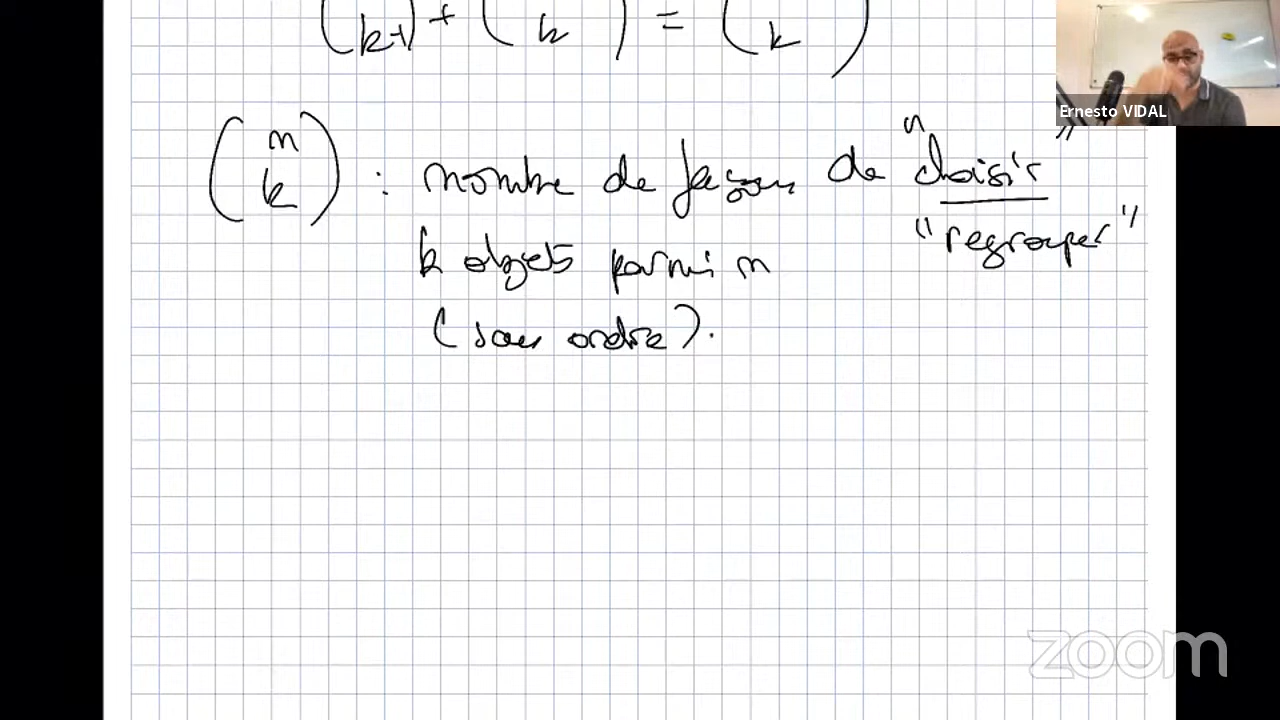 (k-1) + ( k ) = ( k )
Ernesto VIDAL
(n k) : nombre de façons de "choisir"
"regrouper"
k objets parmi n
(sans ordre).
zoom